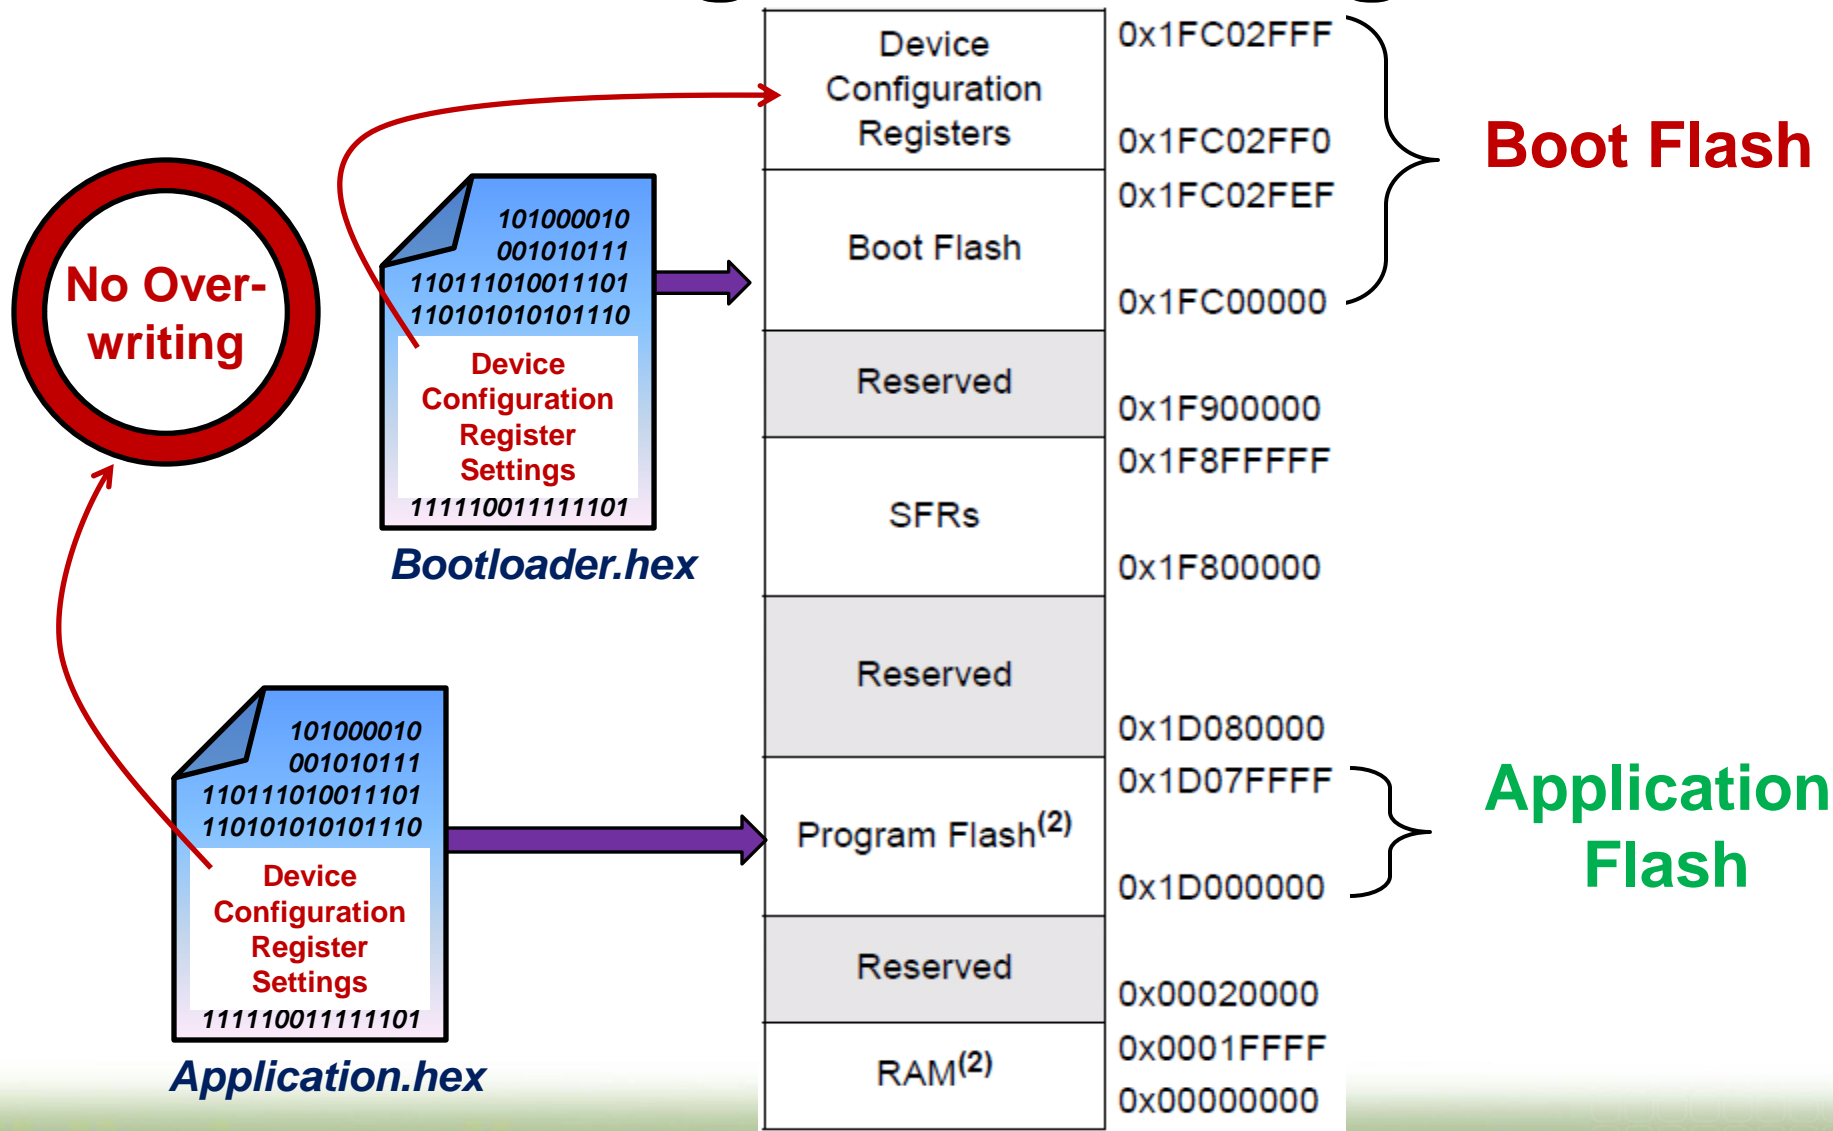 Device
Configuration
Registers
0x1FC02FFF
0x1FC02FF0
Boot Flash
0x1FC02FEF
Boot Flash
0x1FC00000
Reserved
0x1F900000
0x1F8FFFFF
SFRs
0x1F800000
Reserved
0x1D080000
0x1D07FFFF
Program Flash(2)
0x1D000000
Application
Flash
Reserved
0x00020000
0x0001FFFF
RAM(2)
0x00000000
No Over-
writing
101000010
001010111
110111010011101
110101010101110
Device
Configuration
Register
Settings
111110011111101
Bootloader.hex
101000010
001010111
110111010011101
110101010101110
Device
Configuration
Register
Settings
111110011111101
Application.hex